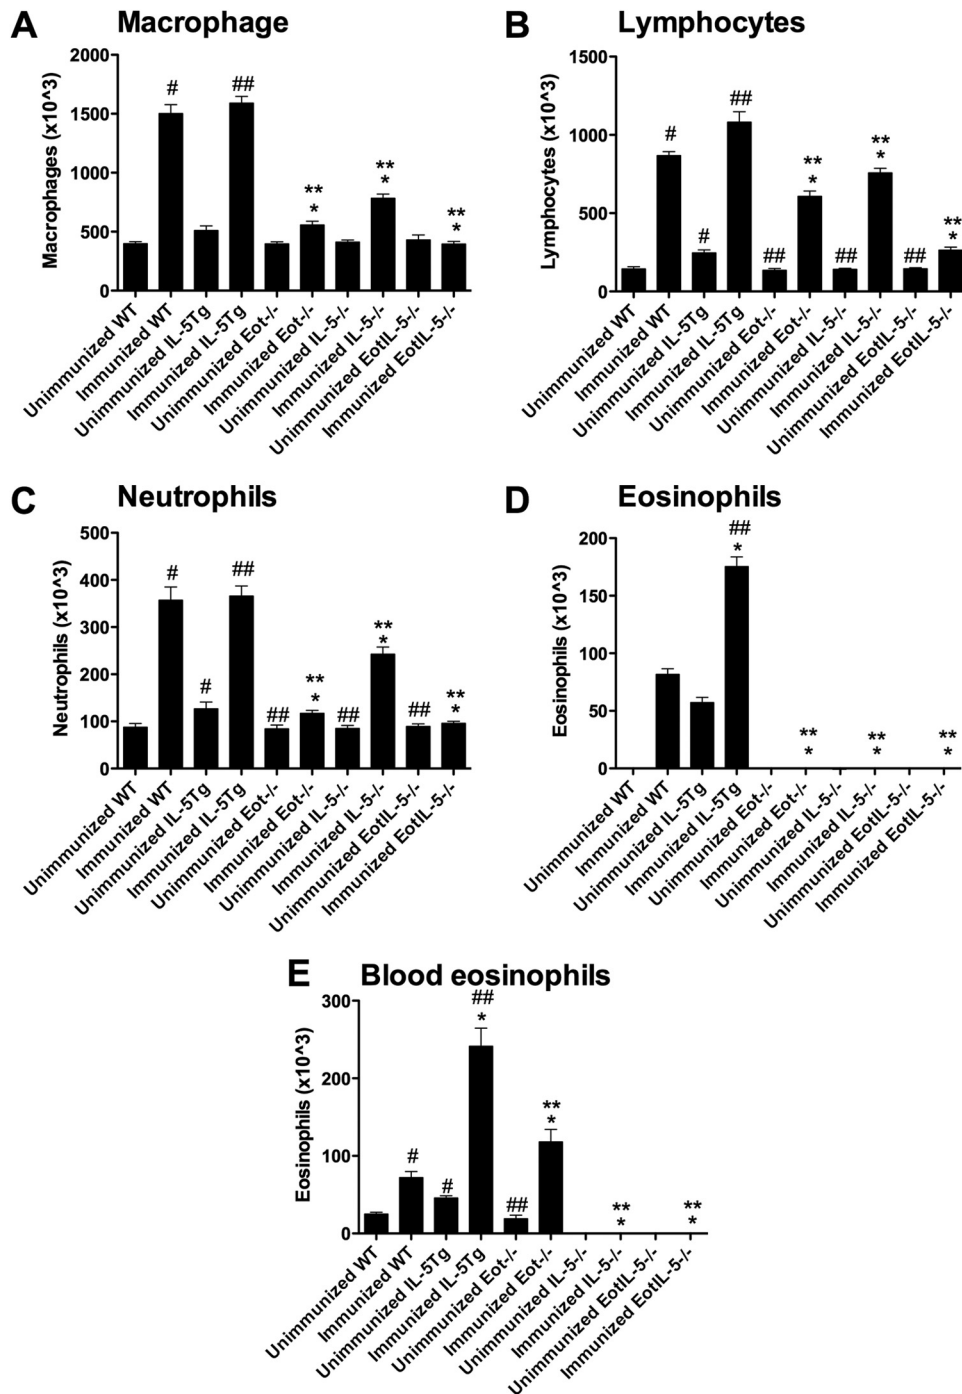 A Macrophage
Macrophages (x10^3)
2000
1500
1000
500
0
# ## ** * ** * ** *
Unimmunized WT
Immunized WT
Unimmunized IL-5Tg
Immunized IL-5Tg
Unimmunized Eot-/-
Immunized Eot-/-
Unimmunized IL-5-/-
Immunized IL-5-/-
Unimmunized EotIL-5-/-
Immunized EotIL-5-/-
B Lymphocytes
Lymphocytes (x10^3)
1500
1000
500
0
# # ## ## ** * ## ** * ## ** *
Unimmunized WT
Immunized WT
Unimmunized IL-5Tg
Immunized IL-5Tg
Unimmunized Eot-/-
Immunized Eot-/-
Unimmunized IL-5-/-
Immunized IL-5-/-
Unimmunized EotIL-5-/-
Immunized EotIL-5-/-
C Neutrophils
Neutrophils (x10^3)
500
400
300
200
100
0
# # ## ## ** * ## ** * ## ** *
Unimmunized WT
Immunized WT
Unimmunized IL-5Tg
Immunized IL-5Tg
Unimmunized Eot-/-
Immunized Eot-/-
Unimmunized IL-5-/-
Immunized IL-5-/-
Unimmunized EotIL-5-/-
Immunized EotIL-5-/-
D Eosinophils
Eosinophils (x10^3)
200
150
100
50
0
## * ** * ** * ** *
Unimmunized WT
Immunized WT
Unimmunized IL-5Tg
Immunized IL-5Tg
Unimmunized Eot-/-
Immunized Eot-/-
Unimmunized IL-5-/-
Immunized IL-5-/-
Unimmunized EotIL-5-/-
Immunized EotIL-5-/-
E Blood eosinophils
Eosinophils (x10^3)
300
200
100
0
# # ## * ## ** * ** * ** *
Unimmunized WT
Immunized WT
Unimmunized IL-5Tg
Immunized IL-5Tg
Unimmunized Eot-/-
Immunized Eot-/-
Unimmunized IL-5-/-
Immunized IL-5-/-
Unimmunized EotIL-5-/-
Immunized EotIL-5-/-